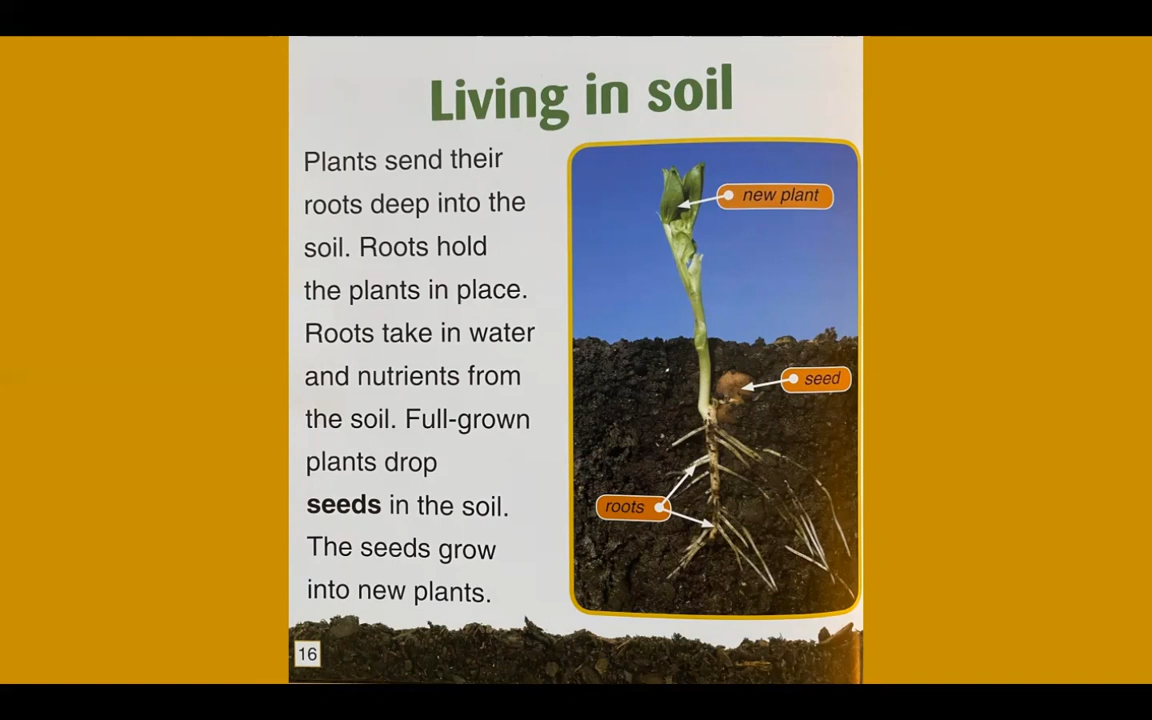 Living in soil
Plants send their
roots deep into the
soil. Roots hold
the plants in place.
Roots take in water
and nutrients from
the soil. Full-grown
plants drop
seeds in the soil.
The seeds grow
into new plants.
new plant
seed
roots
16